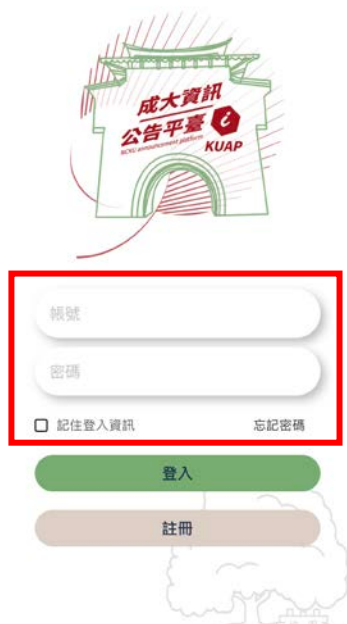 成大資訊
公告平臺
NCKU announcement platform
KUAP
帳號
密碼
記住登入資訊 忘記密碼
登入
註冊